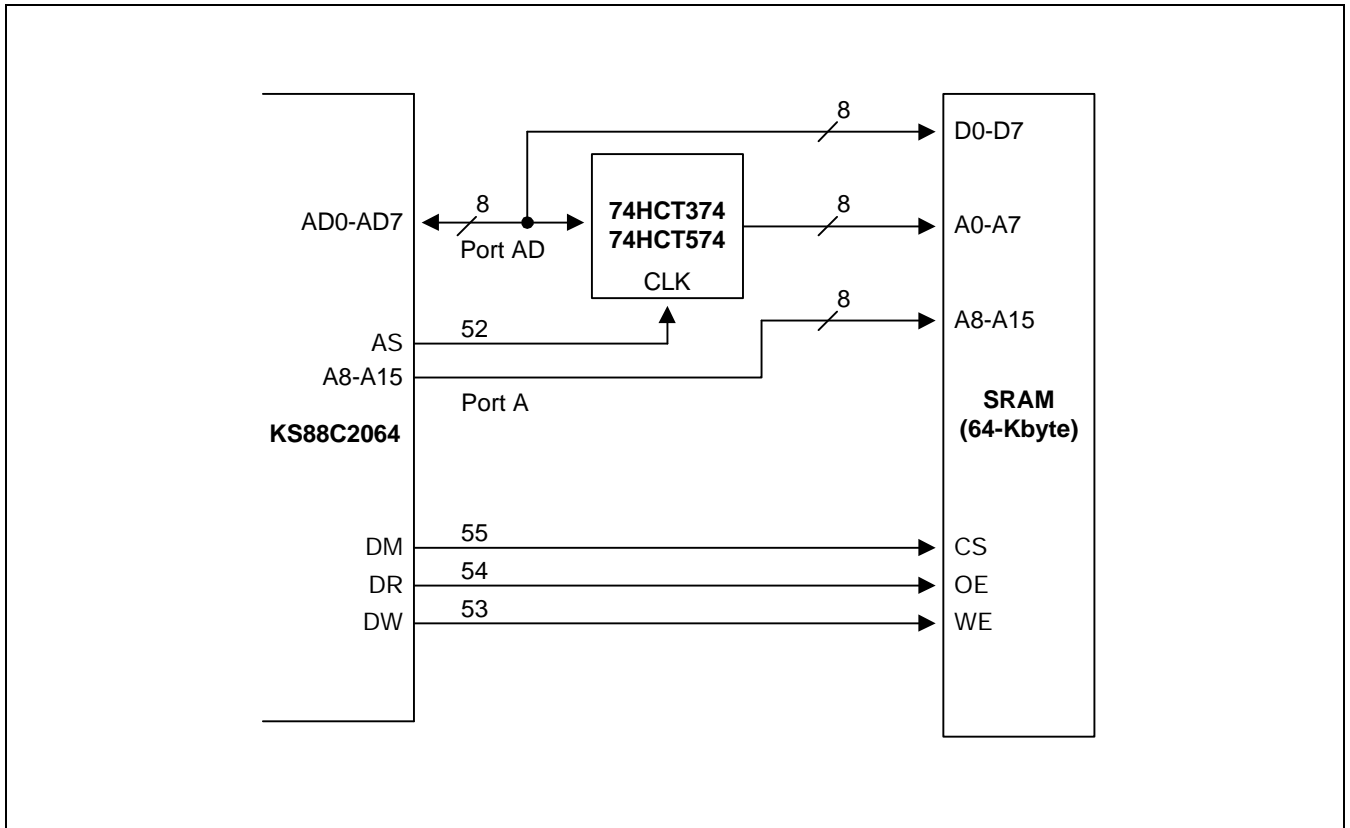 8
D0-D7
AD0-AD7
8
Port AD
74HCT374
74HCT574
CLK
8
A0-A7
8
A8-A15
AS
52
A8-A15
Port A
KS88C2064
SRAM
(64-Kbyte)
DM
55
CS
DR
54
OE
DW
53
WE